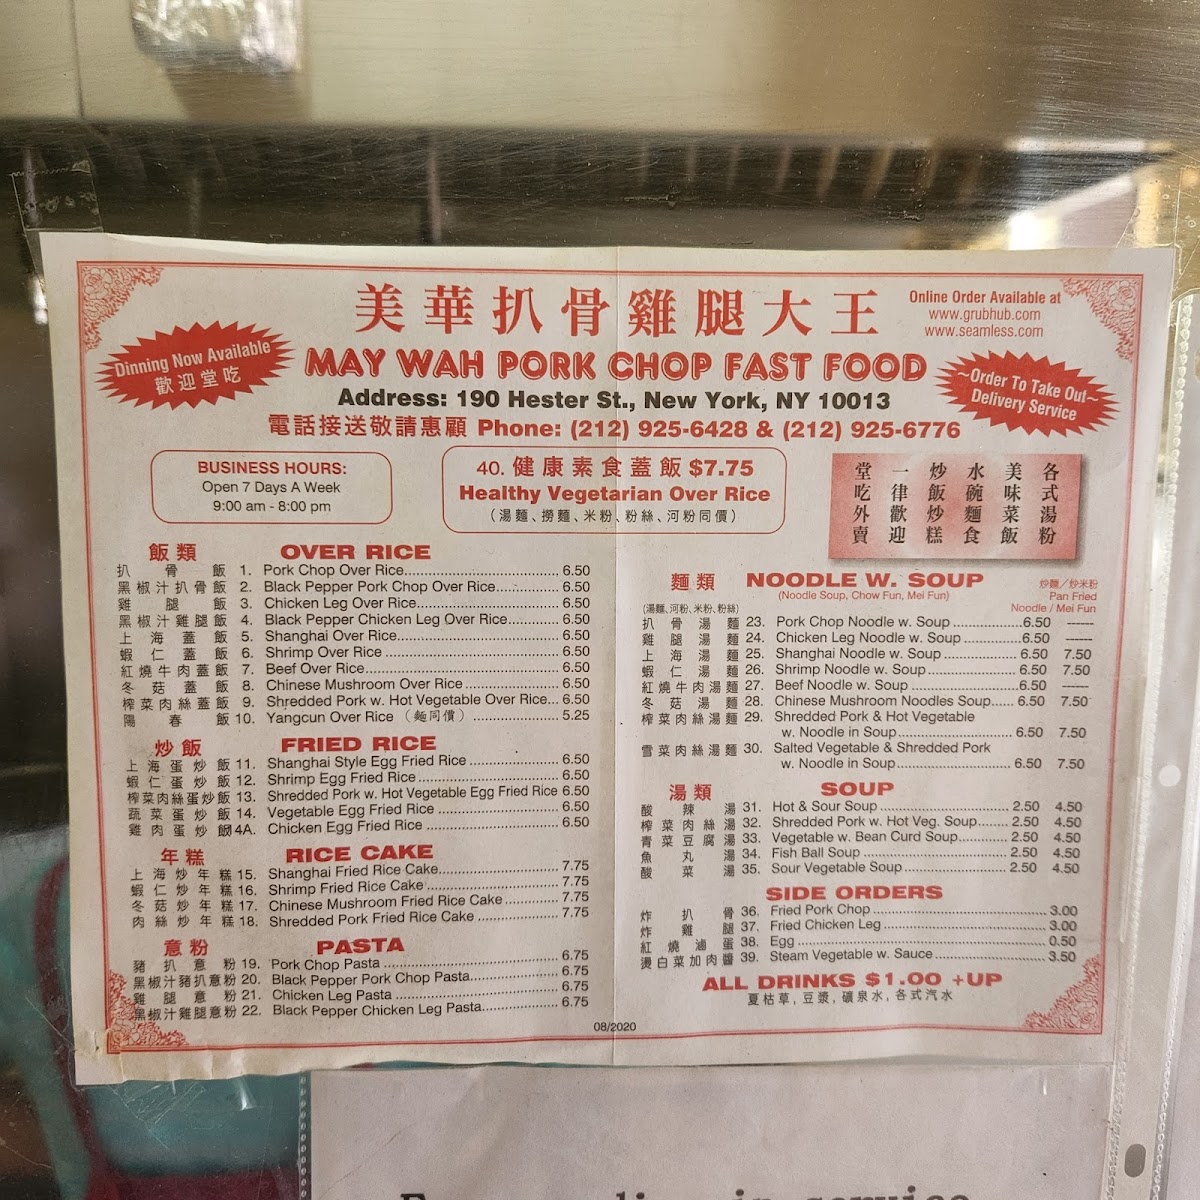 美華扒骨雞腿大王
Online Order Available at
www.grubhub.com
www.seamless.com
Dinning Now Available
歡迎堂吃
MAY WAH PORK CHOP FAST FOOD
~Order To Take Out~
Delivery Service
Address: 190 Hester St., New York, NY 10013
電話接送敬請惠顧 Phone: (212) 925-6428 & (212) 925-6776
BUSINESS HOURS:
Open 7 Days A Week
9:00 am - 8:00 pm
40. 健康素食蓋飯 $7.75
Healthy Vegetarian Over Rice
(湯麵、撈麵、米粉、粉絲、河粉同價)
堂一炒水美各
吃律飯碗味式
外歡炒麵菜湯
賣迎糕食飯粉
飯類 OVER RICE
扒骨飯 1. Pork Chop Over Rice 6.50
黑椒汁扒骨飯 2. Black Pepper Pork Chop Over Rice 6.50
雞腿飯 3. Chicken Leg Over Rice 6.50
黑椒汁雞腿飯 4. Black Pepper Chicken Leg Over Rice 6.50
上海蓋飯 5. Shanghai Over Rice 6.50
蝦仁蓋飯 6. Shrimp Over Rice 6.50
紅燒牛肉蓋飯 7. Beef Over Rice 6.50
冬菇蓋飯 8. Chinese Mushroom Over Rice 6.50
榨菜肉絲蓋飯 9. Shredded Pork w. Hot Vegetable Over Rice 6.50
陽春飯 10. Yangcun Over Rice (麵同價) 5.25
炒飯 FRIED RICE
上海蛋炒飯 11. Shanghai Style Egg Fried Rice 6.50
蝦仁蛋炒飯 12. Shrimp Egg Fried Rice 6.50
榨菜肉絲蛋炒飯 13. Shredded Pork w. Hot Vegetable Egg Fried Rice 6.50
蔬菜蛋炒飯 14. Vegetable Egg Fried Rice 6.50
雞肉蛋炒飯 14A. Chicken Egg Fried Rice 6.50
年糕 RICE CAKE
上海炒年糕 15. Shanghai Fried Rice Cake 7.75
蝦仁炒年糕 16. Shrimp Fried Rice Cake 7.75
冬菇炒年糕 17. Chinese Mushroom Fried Rice Cake 7.75
肉絲炒年糕 18. Shredded Pork Fried Rice Cake 7.75
意粉 PASTA
豬扒意粉 19. Pork Chop Pasta 6.75
黑椒汁豬扒意粉 20. Black Pepper Pork Chop Pasta 6.75
雞腿意粉 21. Chicken Leg Pasta 6.75
黑椒汁雞腿意粉 22. Black Pepper Chicken Leg Pasta 6.75
麵類 NOODLE W. SOUP
(Noodle Soup, Chow Fun, Mei Fun)
炒麵/炒米粉
Pan Fried
Noodle / Mei Fun
(湯麵、河粉、米粉、粉絲)
扒骨湯麵 23. Pork Chop Noodle w. Soup 6.50 ------
雞腿湯麵 24. Chicken Leg Noodle w. Soup 6.50 ------
上海湯麵 25. Shanghai Noodle w. Soup 6.50 7.50
蝦仁湯麵 26. Shrimp Noodle w. Soup 6.50 7.50
紅燒牛肉湯麵 27. Beef Noodle w. Soup 6.50 ------
冬菇湯麵 28. Chinese Mushroom Noodles Soup 6.50 7.50
榨菜肉絲湯麵 29. Shredded Pork & Hot Vegetable
w. Noodle in Soup 6.50 7.50
雪菜肉絲湯麵 30. Salted Vegetable & Shredded Pork
w. Noodle in Soup 6.50 7.50
湯類 SOUP
酸辣湯 31. Hot & Sour Soup 2.50 4.50
榨菜肉絲湯 32. Shredded Pork w. Hot Veg. Soup 2.50 4.50
青菜豆腐湯 33. Vegetable w. Bean Curd Soup 2.50 4.50
魚丸湯 34. Fish Ball Soup 2.50 4.50
酸菜湯 35. Sour Vegetable Soup 2.50 4.50
SIDE ORDERS
炸扒骨 36. Fried Pork Chop 3.00
炸雞腿 37. Fried Chicken Leg 3.00
紅燒滷蛋 38. Egg 0.50
燙白菜加肉醬 39. Steam Vegetable w. Sauce 3.50
ALL DRINKS $1.00 +UP
夏枯草, 豆漿, 礦泉水, 各式汽水
08/2020